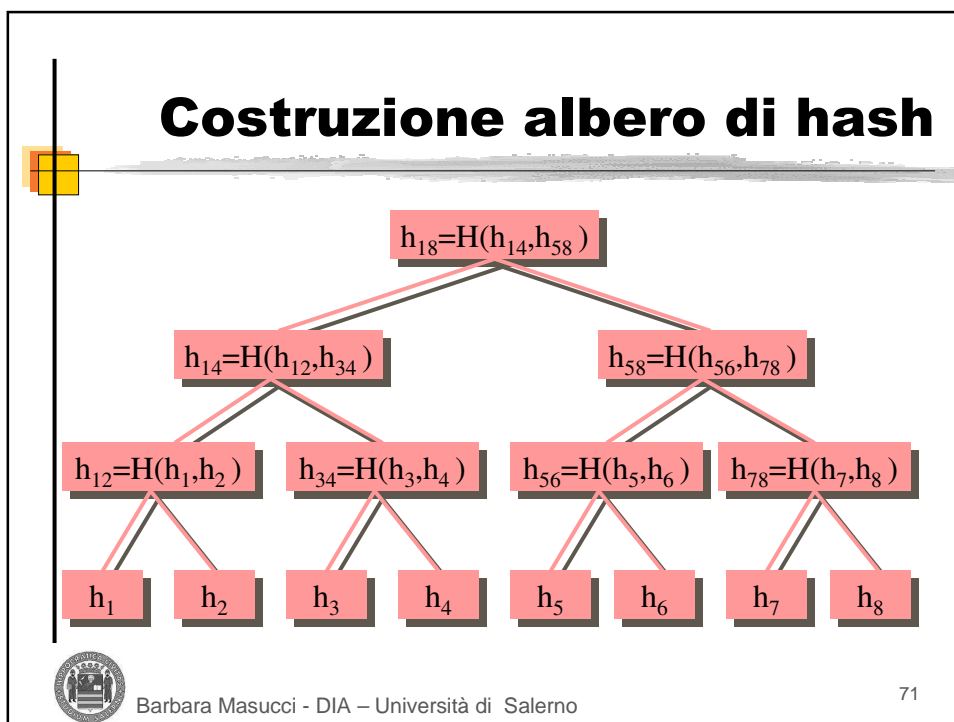 Costruzione albero di hash
h₁₈=H(h₁₄,h₅₈ )
h₁₄=H(h₁₂,h₃₄ )
h₅₈=H(h₅₆,h₇₈ )
h₁₂=H(h₁,h₂ )
h₃₄=H(h₃,h₄ )
h₅₆=H(h₅,h₆ )
h₇₈=H(h₇,h₈ )
h₁
h₂
h₃
h₄
h₅
h₆
h₇
h₈
Barbara Masucci - DIA – Università di Salerno
71